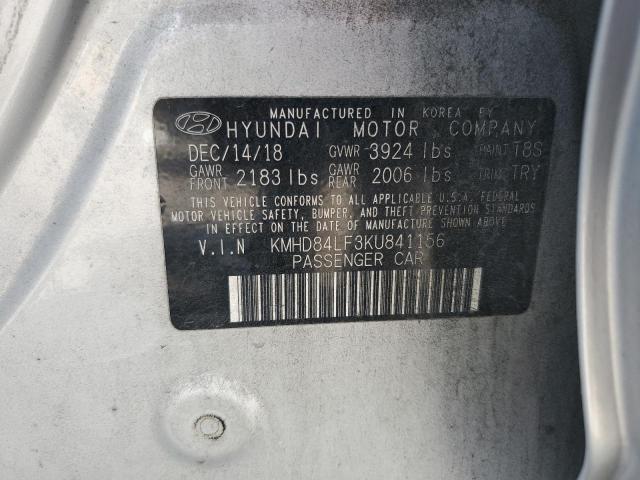 MANUFACTURED IN KOREA BY
HYUNDAI MOTOR COMPANY
DEC/14/18 GVWR 3924 lbs PAINT T8S
GAWR FRONT 2183 lbs GAWR REAR 2006 lbs TRIM TRY
THIS VEHICLE CONFORMS TO ALL APPLICABLE U.S.A. FEDERAL
MOTOR VEHICLE SAFETY, BUMPER, AND THEFT PREVENTION STANDARDS
IN EFFECT ON THE DATE OF MANUFACTURE SHOWN ABOVE.
V.I.N KMHD84LF3KU841156
PASSENGER CAR